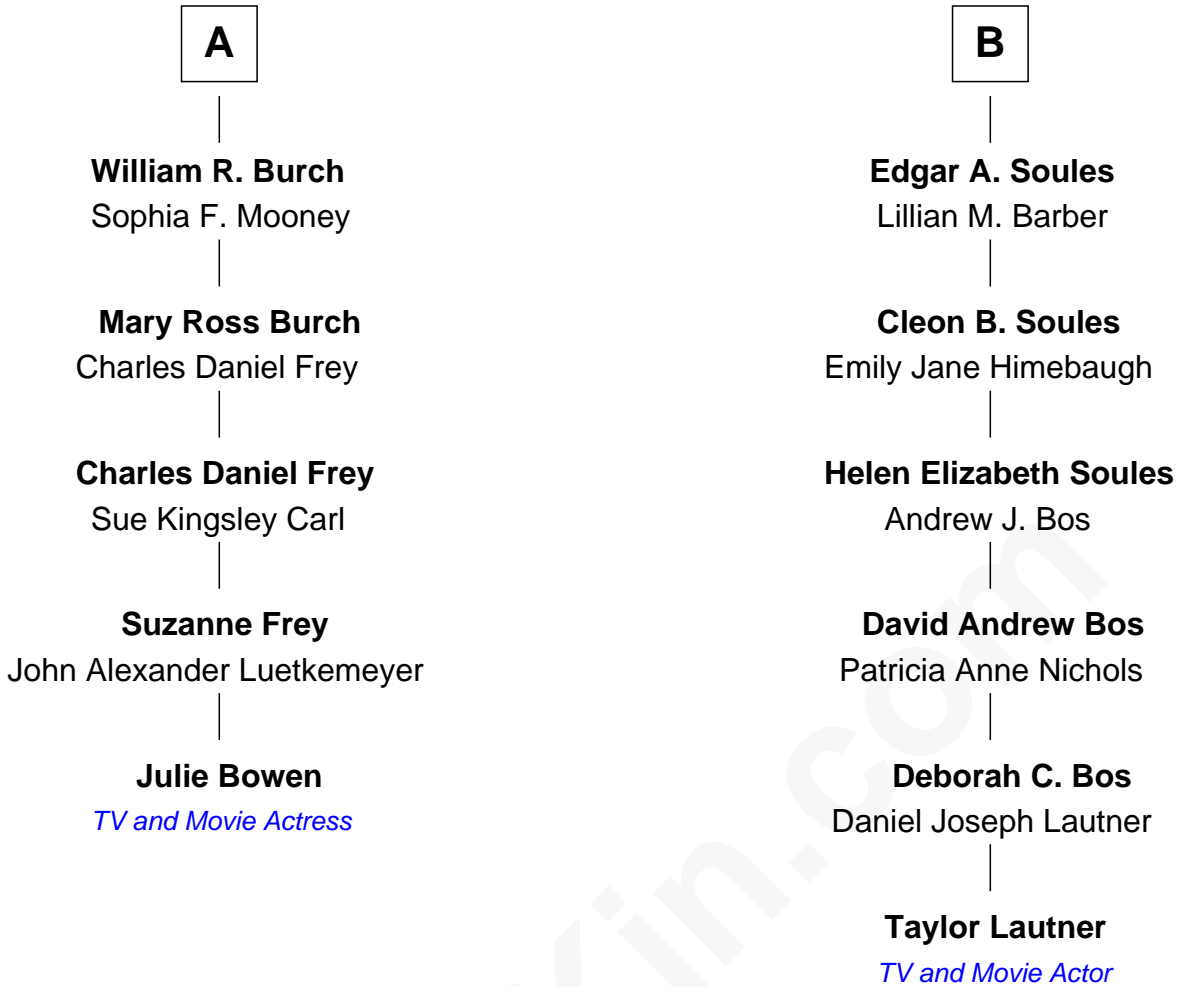 A
William R. Burch
Sophia F. Mooney
Mary Ross Burch
Charles Daniel Frey
Charles Daniel Frey
Sue Kingsley Carl
Suzanne Frey
John Alexander Luetkemeyer
Julie Bowen
TV and Movie Actress
B
Edgar A. Soules
Lillian M. Barber
Cleon B. Soules
Emily Jane Himebaugh
Helen Elizabeth Soules
Andrew J. Bos
David Andrew Bos
Patricia Anne Nichols
Deborah C. Bos
Daniel Joseph Lautner
Taylor Lautner
TV and Movie Actor
Kin.com